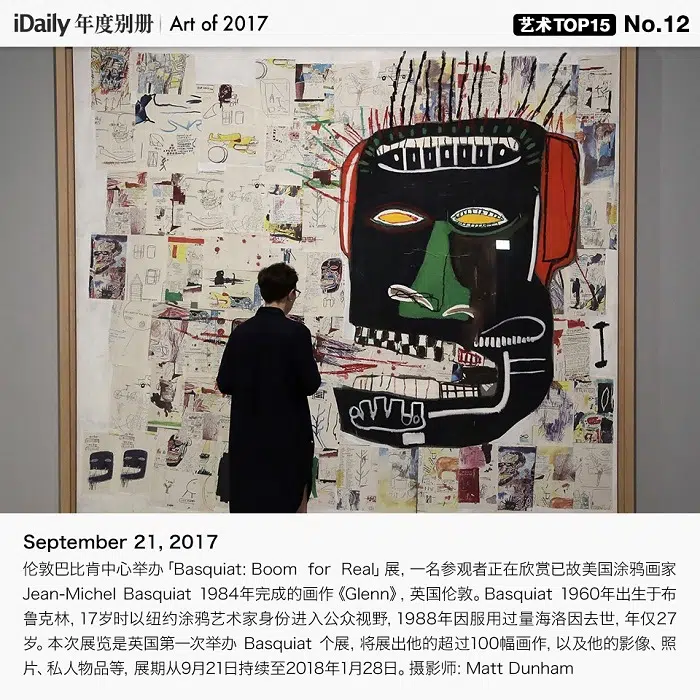 iDaily 年度别册 | Art of 2017
艺术TOP15 No.12
September 21, 2017
伦敦巴比肯中心举办「Basquiat: Boom for Real」展, 一名参观者正在欣赏已故美国涂鸦画家
Jean-Michel Basquiat 1984年完成的画作《Glenn》, 英国伦敦。Basquiat 1960年出生于布
鲁克林, 17岁时以纽约涂鸦艺术家身份进入公众视野, 1988年因服用过量海洛因去世, 年仅27
岁。本次展览是英国第一次举办 Basquiat 个展, 将展出他的超过100幅画作, 以及他的影像、照
片、私人物品等, 展期从9月21日持续至2018年1月28日。摄影师: Matt Dunham